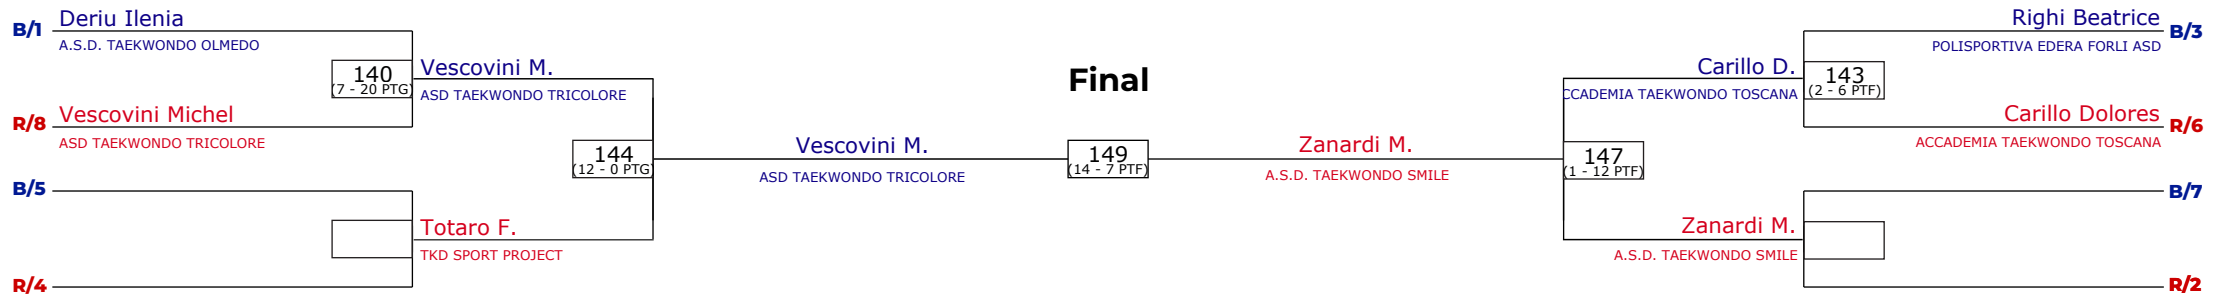 B/1
Deriu Ilenia
A.S.D. TAEKWONDO OLMEDO
140
(7 - 20 PTG)
Vescovini M.
ASD TAEKWONDO TRICOLORE
R/8
Vescovini Michel
ASD TAEKWONDO TRICOLORE
144
(12 - 0 PTG)
B/5
Totaro F.
TKD SPORT PROJECT
R/4
Vescovini M.
ASD TAEKWONDO TRICOLORE
Final
149
(14 - 7 PTF)
Zanardi M.
A.S.D. TAEKWONDO SMILE
Righi Beatrice
B/3
POLISPORTIVA EDERA FORLI ASD
Carillo D.
CCADEMIA TAEKWONDO TOSCANA
143
(2 - 6 PTF)
Carillo Dolores
R/6
ACCADEMIA TAEKWONDO TOSCANA
147
(1 - 12 PTF)
B/7
Zanardi M.
A.S.D. TAEKWONDO SMILE
R/2